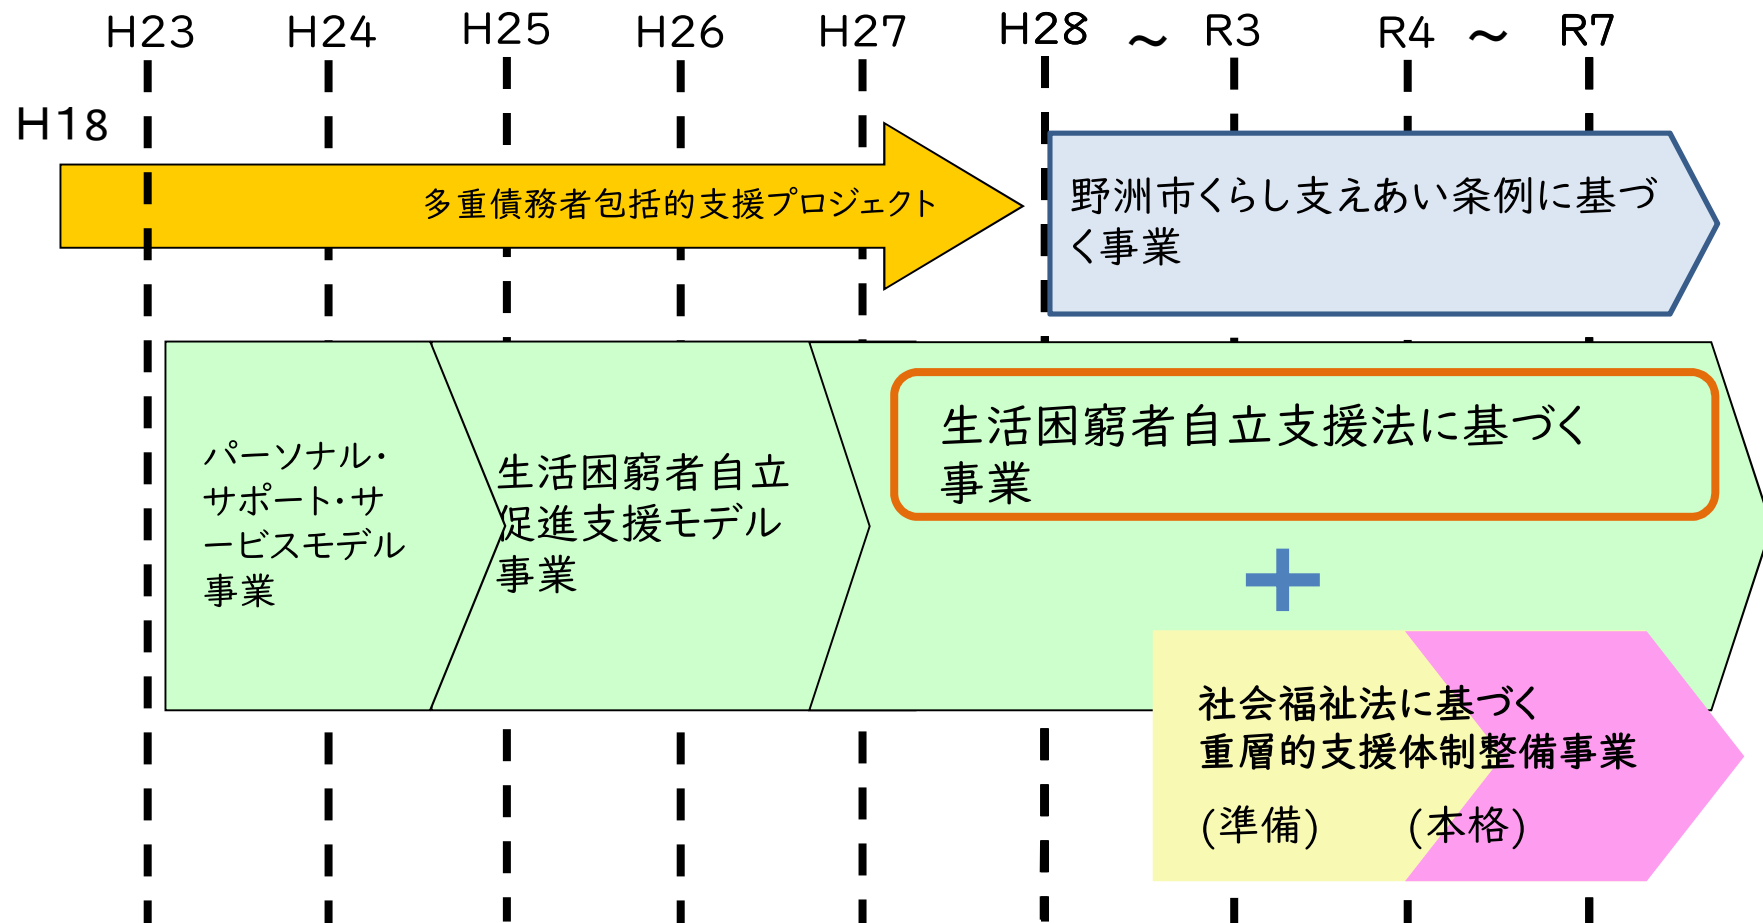 H23 H24 H25 H26 H27 H28 ～ R3 R4 ～ R7
H18
多重債務者包括的支援プロジェクト
野洲市くらし支えあい条例に基づ
く事業
パーソナル・
サポート・サ
ービスモデル
事業
生活困窮者自立
促進支援モデル
事業
生活困窮者自立支援法に基づく
事業
+
社会福祉法に基づく
重層的支援体制整備事業
(準備) (本格)